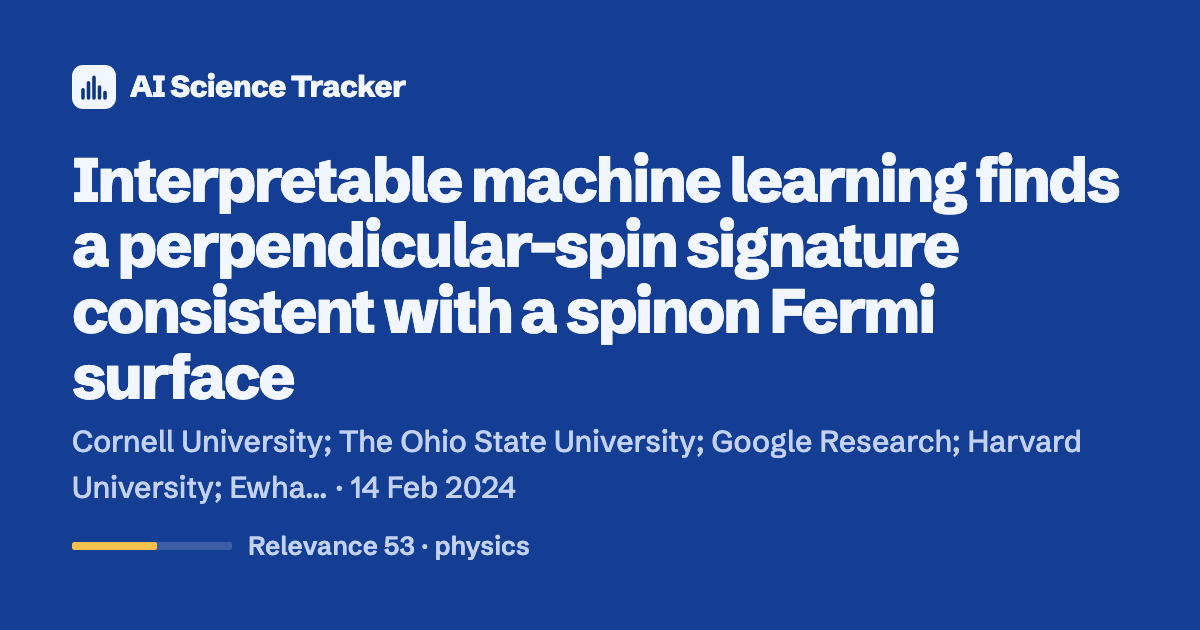 AI Science Tracker
Interpretable machine learning finds
a perpendicular-spin signature
consistent with a spinon Fermi
surface
Cornell University; The Ohio State University; Google Research; Harvard
University; Ewha... · 14 Feb 2024
Relevance 53 · physics